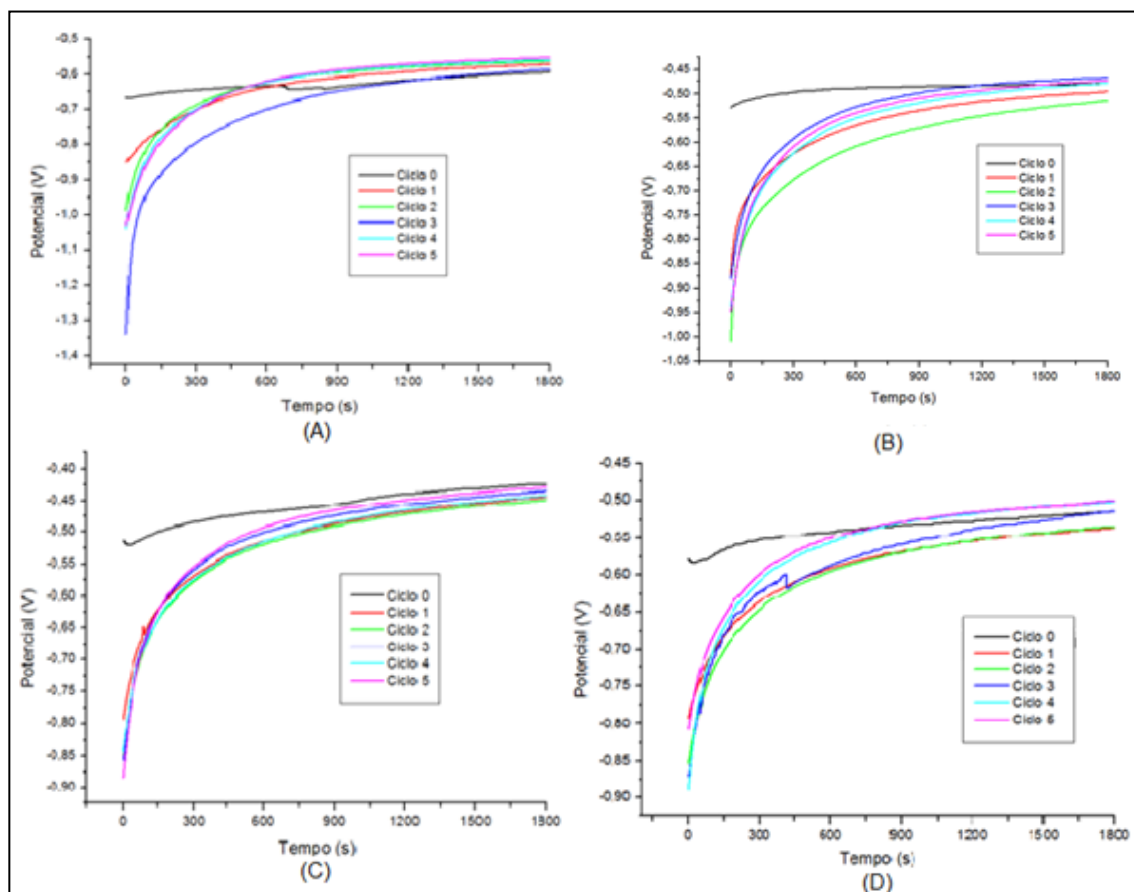 -0,5
-0,6
-0,7
-0,8
-0,9
-1,0
-1,1
-1,2
-1,3
-1,4
Potencial (V)
0
300
600
900
1200
1500
1800
Tempo (s)
Ciclo 0
Ciclo 1
Ciclo 2
Ciclo 3
Ciclo 4
Ciclo 5
(A)
-0,45
-0,50
-0,55
-0,60
-0,65
-0,70
-0,75
-0,80
-0,85
-0,90
-0,95
-1,00
-1,05
Potencial (V)
0
300
600
900
1200
1500
1800
Tempo (s)
Ciclo 0
Ciclo 1
Ciclo 2
Ciclo 3
Ciclo 4
Ciclo 5
(B)
-0,40
-0,45
-0,50
-0,55
-0,60
-0,65
-0,70
-0,75
-0,80
-0,85
-0,90
Potencial (V)
0
300
600
900
1200
1500
1800
Tempo (s)
Ciclo 0
Ciclo 1
Ciclo 2
Ciclo 3
Ciclo 4
Ciclo 5
(C)
-0,45
-0,50
-0,55
-0,60
-0,65
-0,70
-0,75
-0,80
-0,85
-0,90
Potencial (V)
0
300
600
900
1200
1500
1800
Tempo (s)
Ciclo 0
Ciclo 1
Ciclo 2
Ciclo 3
Ciclo 4
Ciclo 5
(D)